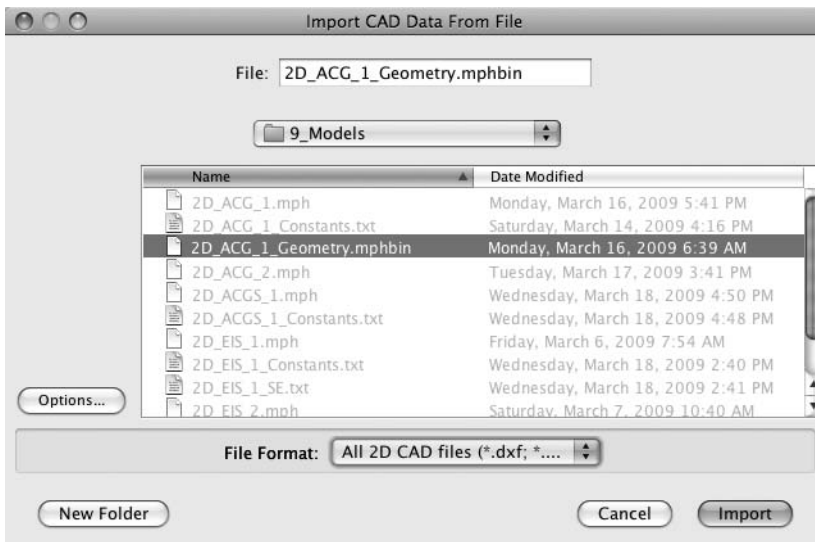 Import CAD Data From File
File: 2D_ACG_1_Geometry.mphbin
9_Models
Name Date Modified
2D_ACG_1.mph Monday, March 16, 2009 5:41 PM
2D_ACG_1_Constants.txt Saturday, March 14, 2009 4:16 PM
2D_ACG_1_Geometry.mphbin Monday, March 16, 2009 6:39 AM
2D_ACG_2.mph Tuesday, March 17, 2009 3:41 PM
2D_ACGS_1.mph Wednesday, March 18, 2009 4:50 PM
2D_ACGS_1_Constants.txt Wednesday, March 18, 2009 4:48 PM
2D_EIS_1.mph Friday, March 6, 2009 7:54 AM
2D_EIS_1_Constants.txt Wednesday, March 18, 2009 2:40 PM
2D_EIS_1_SE.txt Wednesday, March 18, 2009 2:41 PM
2D_EIS_2.mph Saturday, March 7, 2009 10:40 AM
Options...
File Format: All 2D CAD files (*.dxf; *....
New Folder Cancel Import